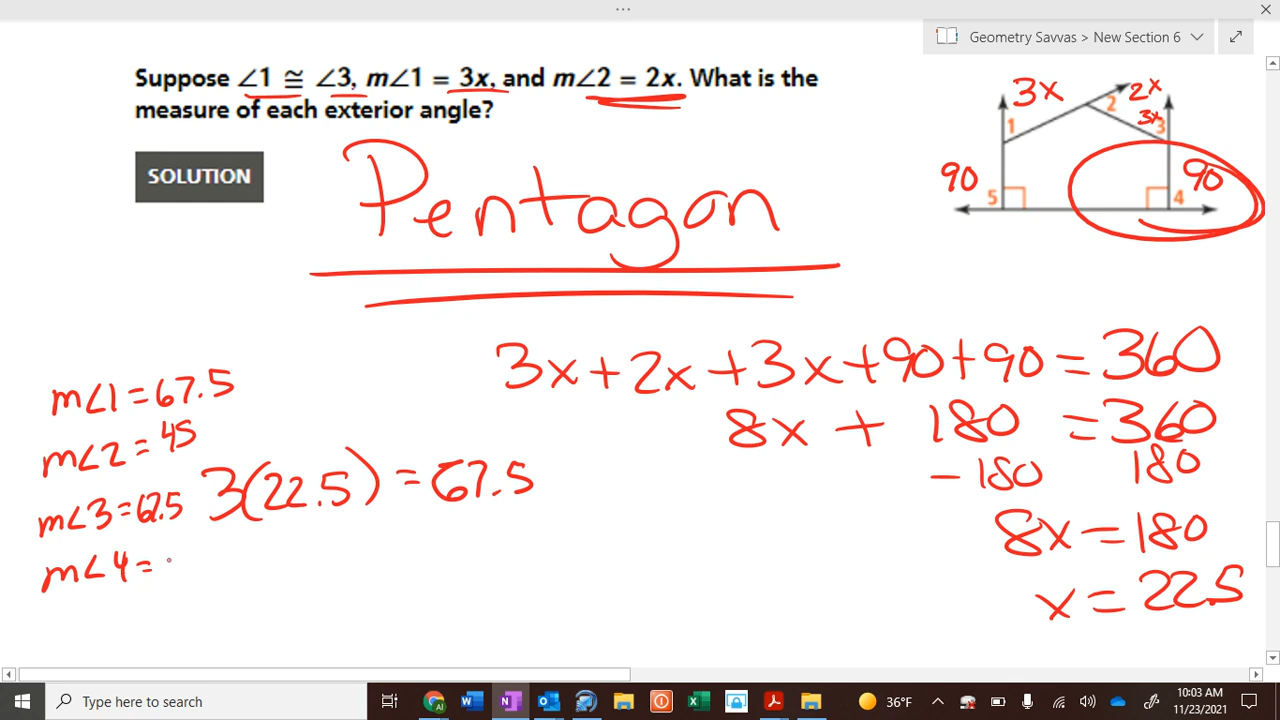 Geometry Savvas > New Section 6
Suppose ∠1 ≅ ∠3, m∠1 = 3x, and m∠2 = 2x. What is the
measure of each exterior angle?
SOLUTION
Pentagon
3x
2x
1
2
3x
3
90
90
5
4
3x + 2x + 3x + 90 + 90 = 360
8x + 180 = 360
- 180 180
8x = 180
x = 22.5
m∠1 = 67.5
m∠2 = 45
m∠3 = 67.5
3(22.5) = 67.5
m∠4 =
Type here to search
36°F
10:03 AM
11/23/2021